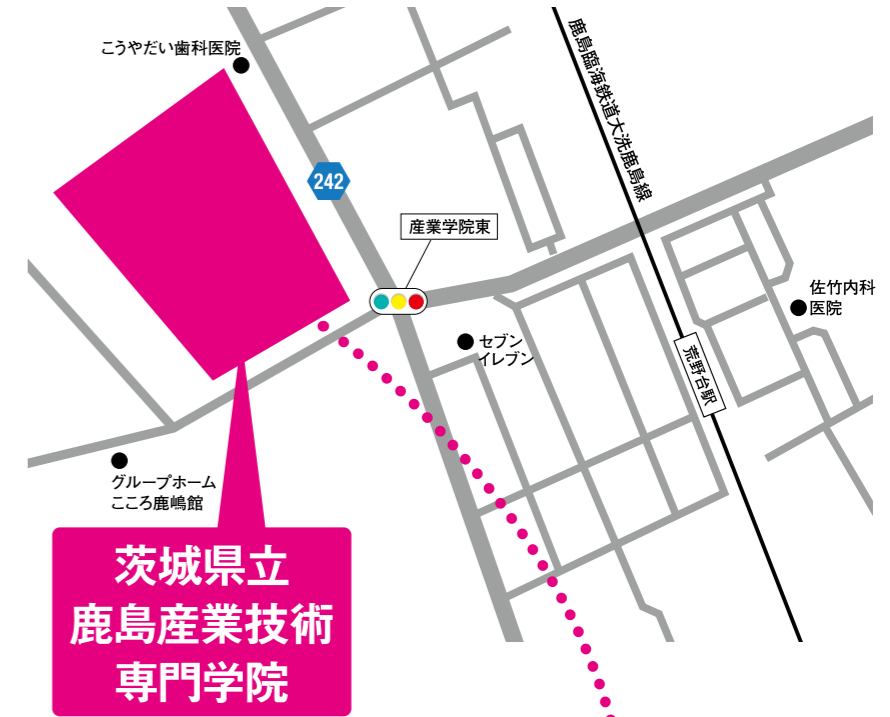 こうやだい歯科医院
鹿島臨海鉄道大洗鹿島線
242
産業学院東
佐竹内科
医院
セブン
イレブン
荒野台駅
グループホーム
こころ鹿嶋館
茨城県立
鹿島産業技術
専門学院